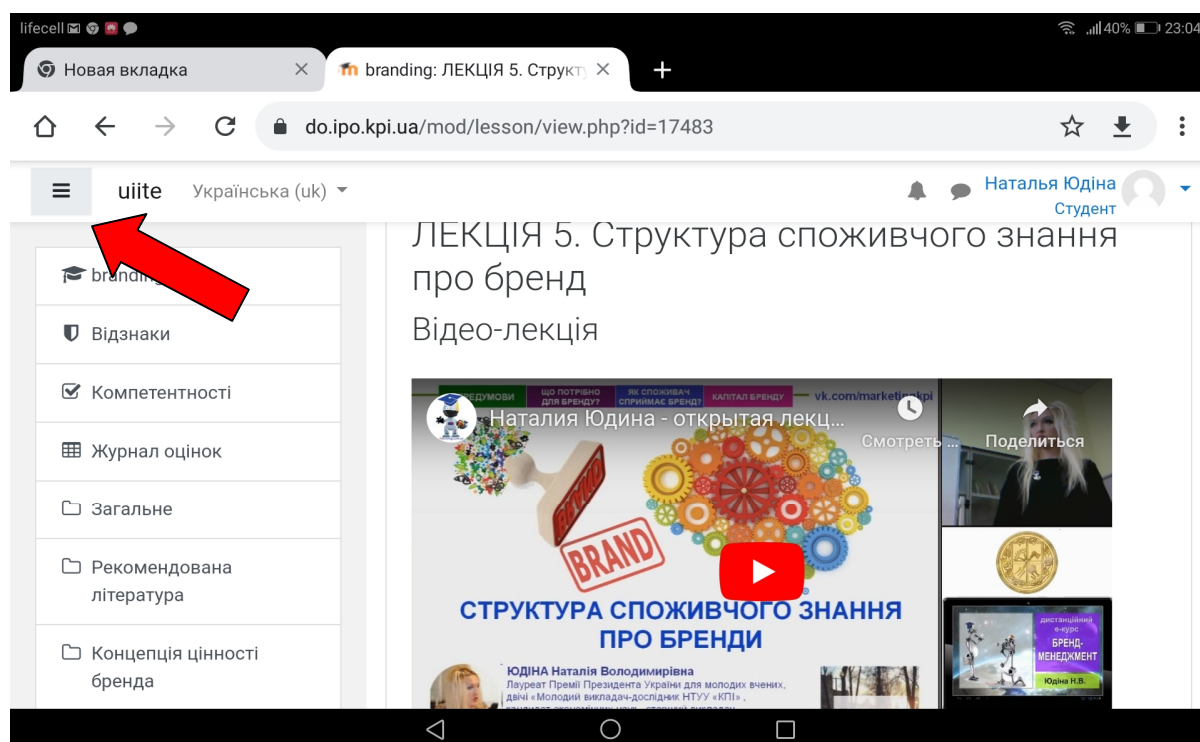 lifecell 40% 23:04
Новая вкладка
branding: ЛЕКЦІЯ 5. Структ
do.ipo.kpi.ua/mod/lesson/view.php?id=17483
uiite Українська (uk)
Наталья Юдіна
Студент
ЛЕКЦІЯ 5. Структура споживчого знання
про бренд
Відео-лекція
Відзнаки
Компетентності
Журнал оцінок
Загальне
Рекомендована
література
Концепція цінності
бренда
ЩО ПОТРІБНО
ДЛЯ БРЕНДУ?
ЯК СПОЖИВАЧ
СПРИЙМАЄ БРЕНД?
КАПІТАЛ БРЕНДУ
vk.com/marketingkpi
Наталия Юдина - открытая лекц...
Смотреть ...
Поделиться
BRAND
BRAND
СТРУКТУРА СПОЖИВЧОГО ЗНАННЯ
ПРО БРЕНДИ
ЮДІНА Наталія Володимирівна
Лауреат Премії Президента України для молодих вчених,
двічі «Молодий викладач-дослідник НТУУ «КПІ» ,
дистанційний
е-курс
БРЕНД-
МЕНЕДЖМЕНТ
Юдіна Н.В.